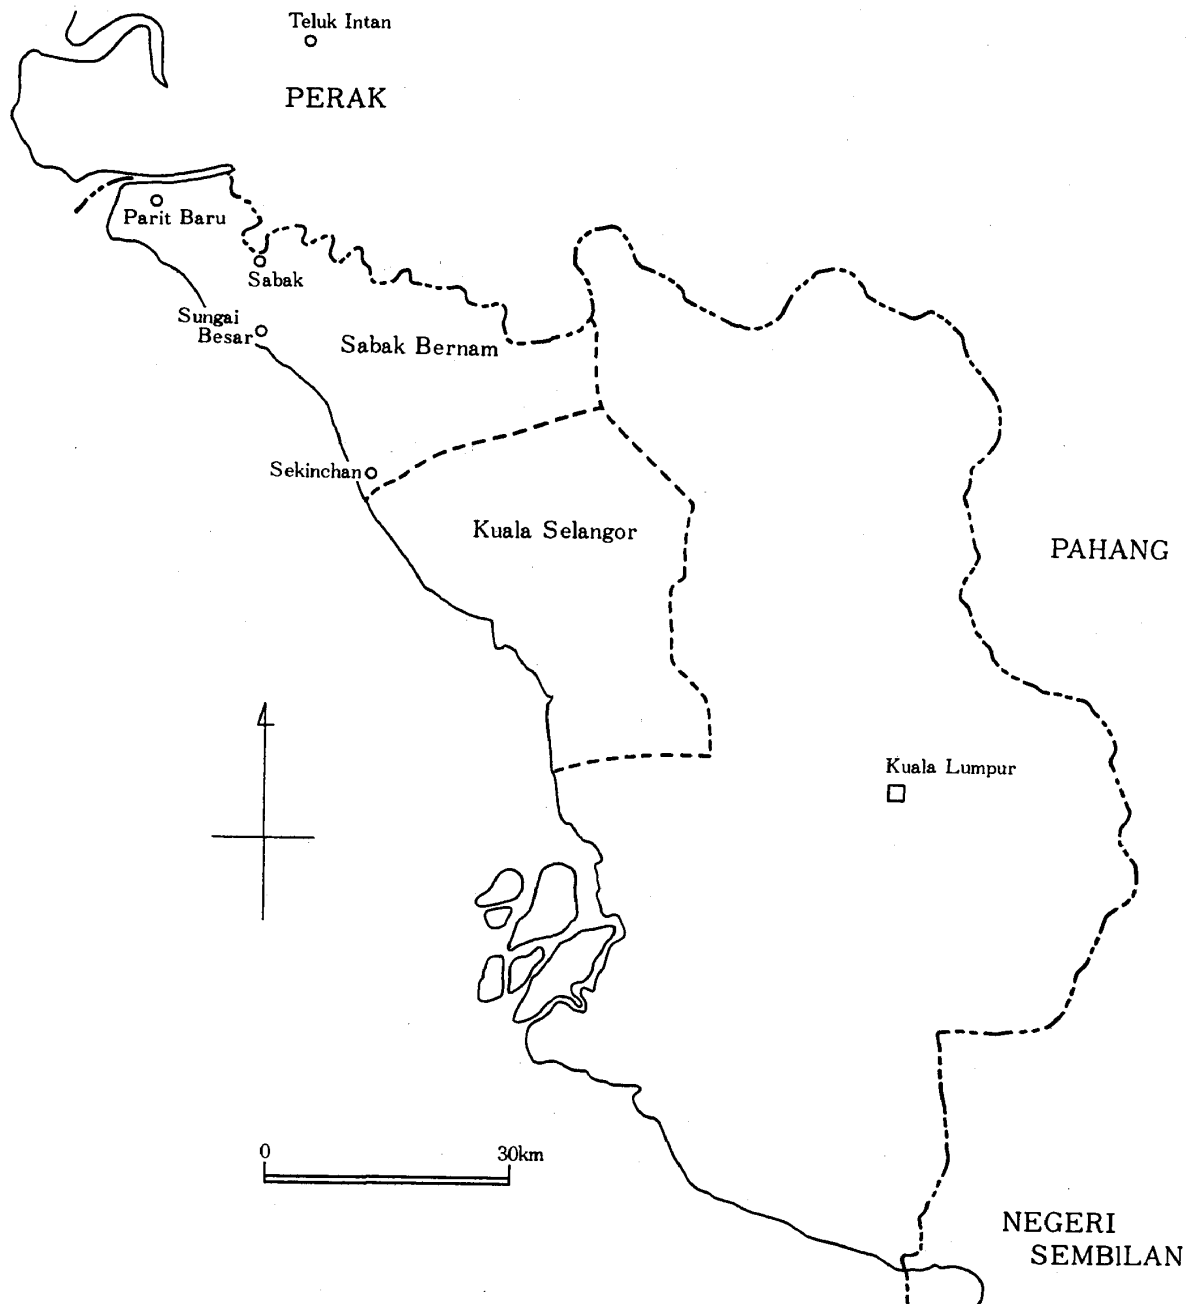 Teluk Intan
PERAK
Parit Baru
Sabak
Sungai
Besar
Sabak Bernam
Sekinchan
Kuala Selangor
PAHANG
Kuala Lumpur
0
30km
NEGERI
SEMBILAN